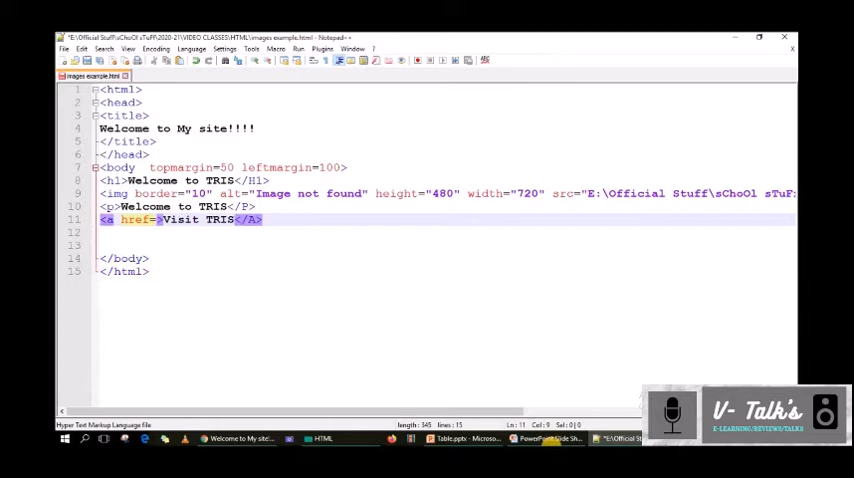 *E:\Official Stuff\sChoOl sTuff\2020-21\VIDEO CLASSES\HTML\images example.html - Notepad++
File Edit Search View Encoding Language Settings Tools Macro Run Plugins Window ? X
images example.html
1 <html>
2 <head>
3 <title>
4 Welcome to My site!!!!
5 </title>
6 </head>
7 <body topmargin=50 leftmargin=100>
8 <h1>Welcome to TRIS</H1>
9 <img border="10" alt="Image not found" height="480" width="720" src="E:\Official Stuff\sChoOl sTuF
10 <p>Welcome to TRIS</P>
11 <a href=>Visit TRIS</A>
12
13
14 </body>
15 </html>
Hyper Text Markup Language file length: 345 lines: 15 Ln: 11 Col: 9 Sel: 0 | 0
Welcome to My site!... HTML Table.pptx - Microso... PowerPoint Slide Sh... *E:\Official Stuff\
V- Talk's
E-LEARNING/REVIEWS/TALKS